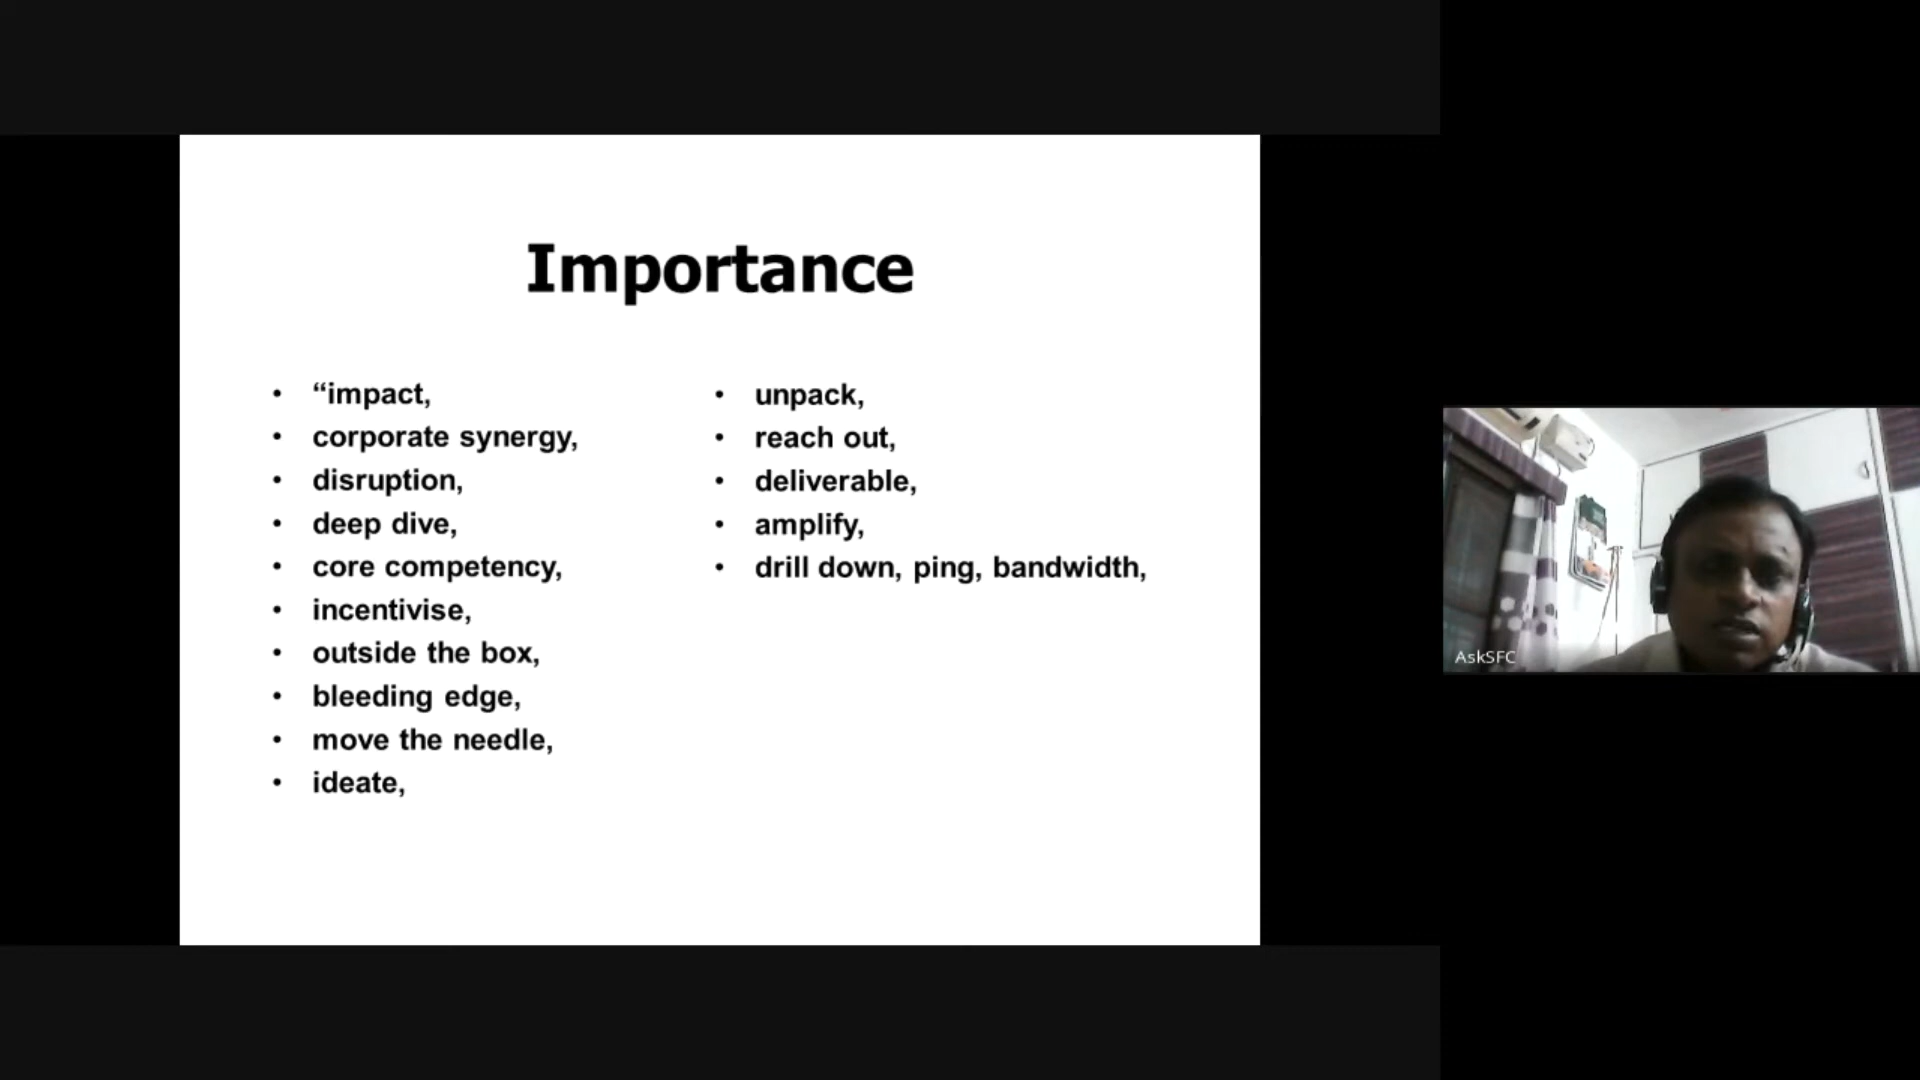 Importance
• “impact,
• corporate synergy,
• disruption,
• deep dive,
• core competency,
• incentivise,
• outside the box,
• bleeding edge,
• move the needle,
• ideate,
• unpack,
• reach out,
• deliverable,
• amplify,
• drill down, ping, bandwidth,
AskSFC